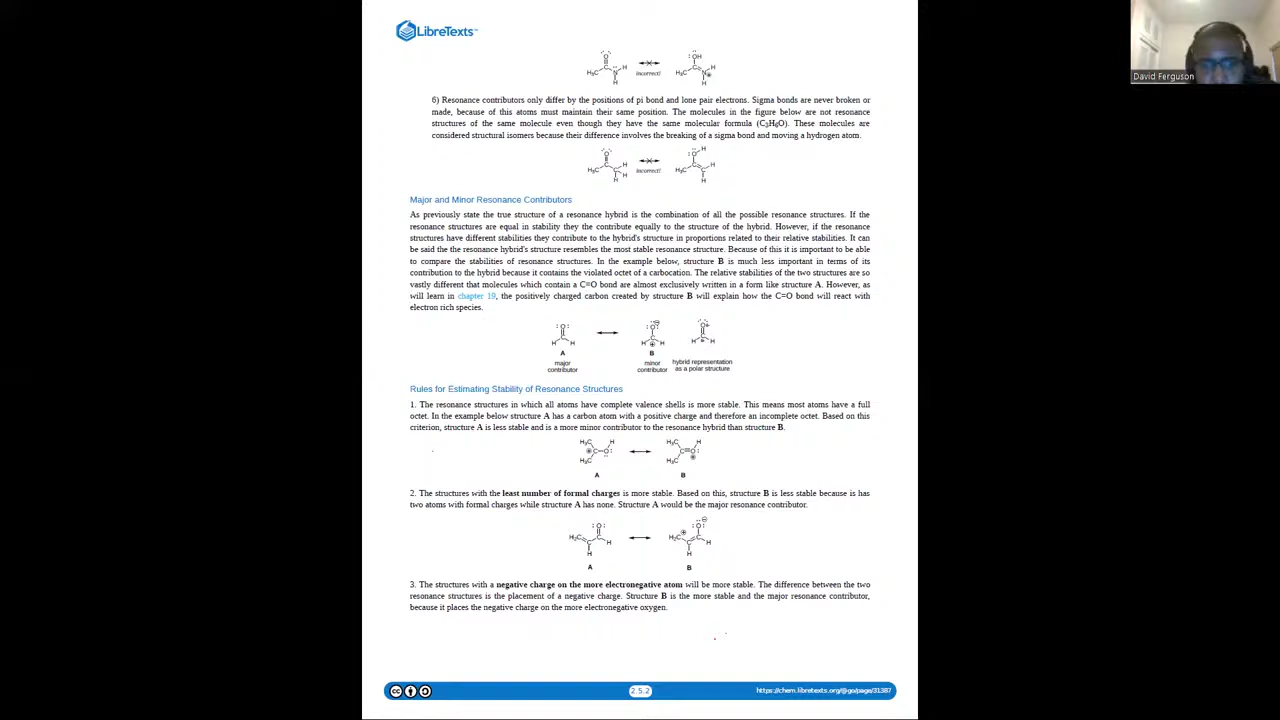 LibreTexts™
incorrect!
6) Resonance contributors only differ by the positions of pi bond and lone pair electrons. Sigma bonds are never broken or
made, because of this atoms must maintain their same position. The molecules in the figure below are not resonance
structures of the same molecule even though they have the same molecular formula (C₃H₆O). These molecules are
considered structural isomers because their difference involves the breaking of a sigma bond and moving a hydrogen atom.
incorrect!
Major and Minor Resonance Contributors
As previously state the true structure of a resonance hybrid is the combination of all the possible resonance structures. If the
resonance structures are equal in stability they the contribute equally to the structure of the hybrid. However, if the resonance
structures have different stabilities they contribute to the hybrid's structure in proportions related to their relative stabilities. It can
be said the the resonance hybrid's structure resembles the most stable resonance structure. Because of this it is important to be able
to compare the stabilities of resonance structures. In the example below, structure B is much less important in terms of its
contribution to the hybrid because it contains the violated octet of a carbocation. The relative stabilities of the two structures are so
vastly different that molecules which contain a C=O bond are almost exclusively written in a form like structure A. However, as
will learn in chapter 19, the positively charged carbon created by structure B will explain how the C=O bond will react with
electron rich species.
A B
major contributor
minor contributor
hybrid representation
as a polar structure
Rules for Estimating Stability of Resonance Structures
1. The resonance structures in which all atoms have complete valence shells is more stable. This means most atoms have a full
octet. In the example below structure A has a carbon atom with a positive charge and therefore an incomplete octet. Based on this
criterion, structure A is less stable and is a more minor contributor to the resonance hybrid than structure B.
A B
2. The structures with the least number of formal charges is more stable. Based on this, structure B is less stable because is has
two atoms with formal charges while structure A has none. Structure A would be the major resonance contributor.
A B
3. The structures with a negative charge on the more electronegative atom will be more stable. The difference between the two
resonance structures is the placement of a negative charge. Structure B is the more stable and the major resonance contributor,
because it places the negative charge on the more electronegative oxygen.
2.5.2
https://chem.libretexts.org/@go/page/31387
David Ferguson